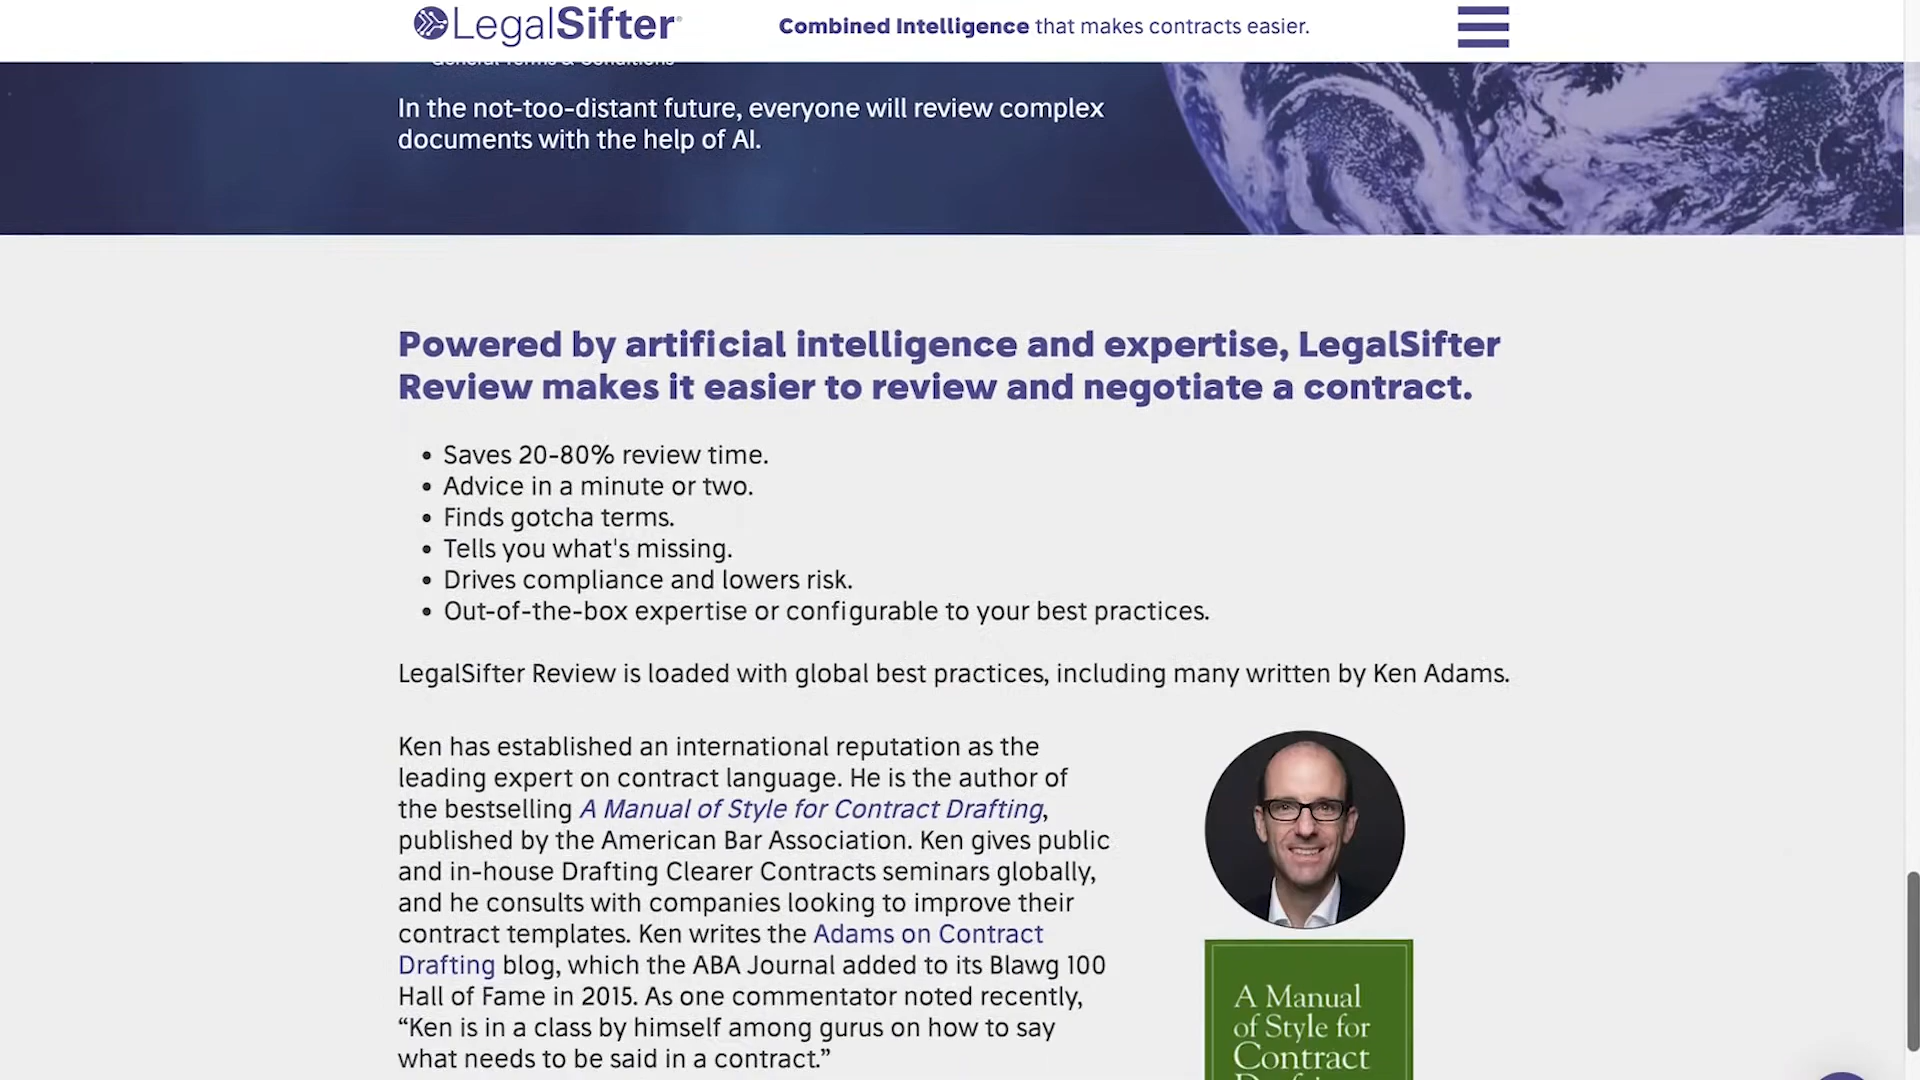 LegalSifter
Combined Intelligence that makes contracts easier.
General Terms & Conditions
In the not-too-distant future, everyone will review complex
documents with the help of AI.
Powered by artificial intelligence and expertise, LegalSifter
Review makes it easier to review and negotiate a contract.
• Saves 20-80% review time.
• Advice in a minute or two.
• Finds gotcha terms.
• Tells you what's missing.
• Drives compliance and lowers risk.
• Out-of-the-box expertise or configurable to your best practices.
LegalSifter Review is loaded with global best practices, including many written by Ken Adams.
Ken has established an international reputation as the
leading expert on contract language. He is the author of
the bestselling A Manual of Style for Contract Drafting,
published by the American Bar Association. Ken gives public
and in-house Drafting Clearer Contracts seminars globally,
and he consults with companies looking to improve their
contract templates. Ken writes the Adams on Contract
Drafting blog, which the ABA Journal added to its Blawg 100
Hall of Fame in 2015. As one commentator noted recently,
“Ken is in a class by himself among gurus on how to say
what needs to be said in a contract.”
A Manual
of Style for
Contract